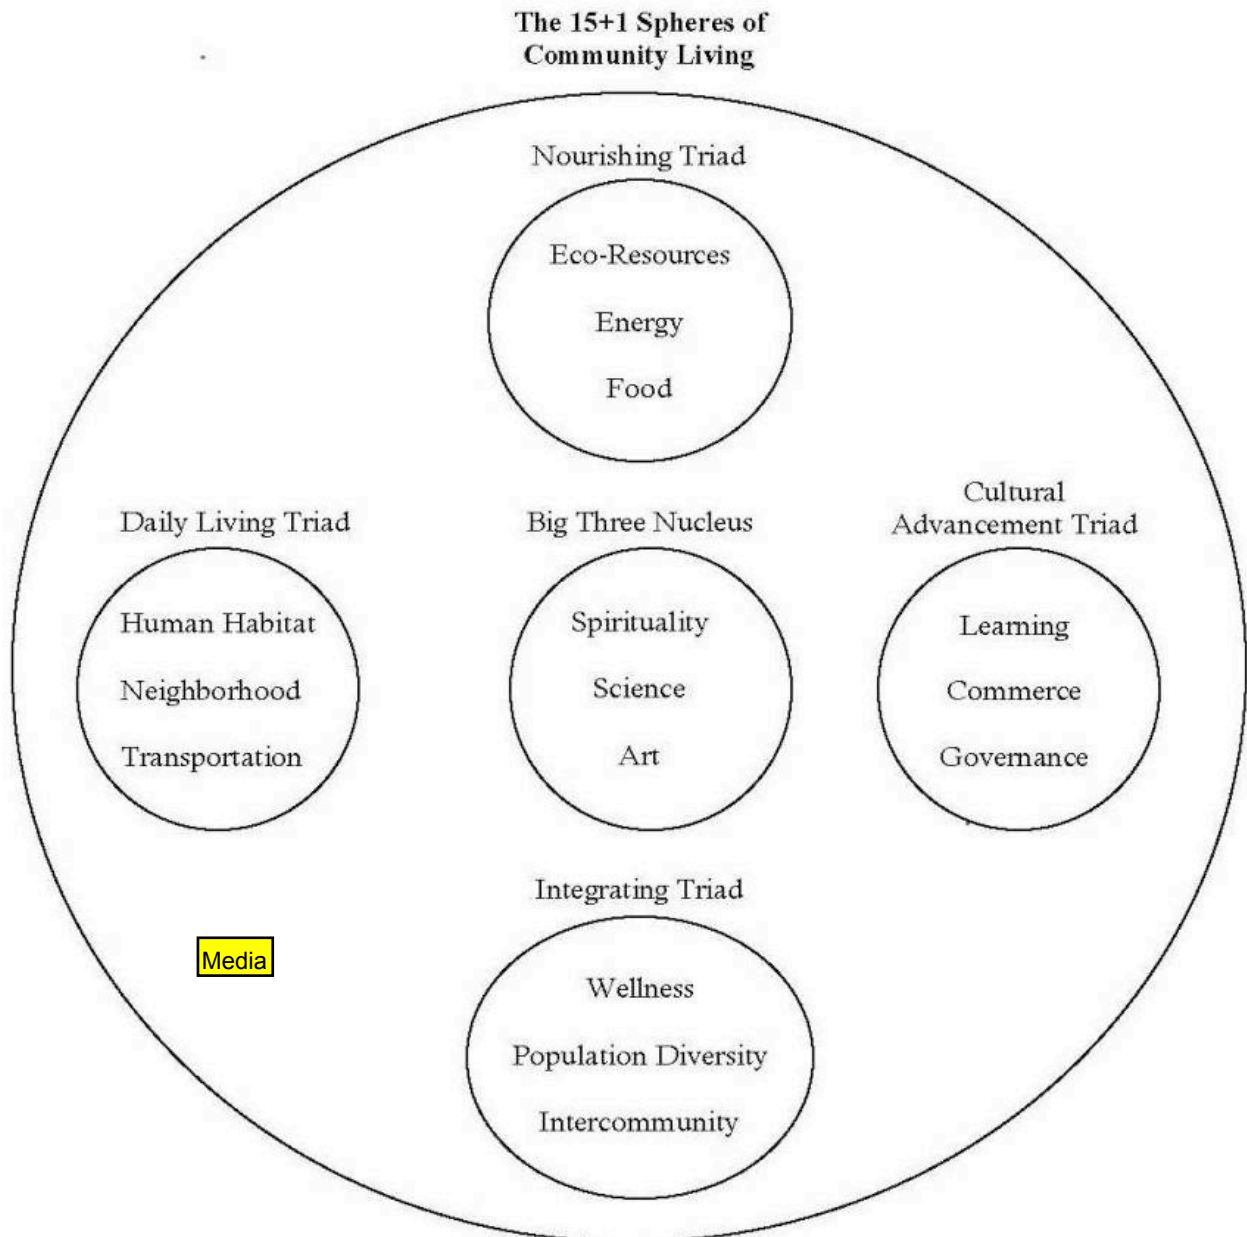 The 15+1 Spheres of
Community Living
Nourishing Triad
Eco-Resources
Energy
Food
Daily Living Triad
Human Habitat
Neighborhood
Transportation
Big Three Nucleus
Spirituality
Science
Art
Cultural
Advancement Triad
Learning
Commerce
Governance
Integrating Triad
Wellness
Population Diversity
Intercommunity
Media